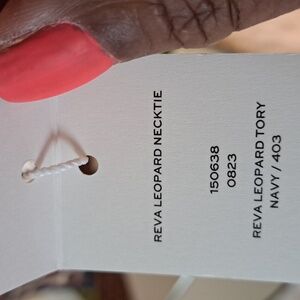 REVA LEOPARD NECKTIE
150638
0823
REVA LEOPARD TORY
NAVY / 403